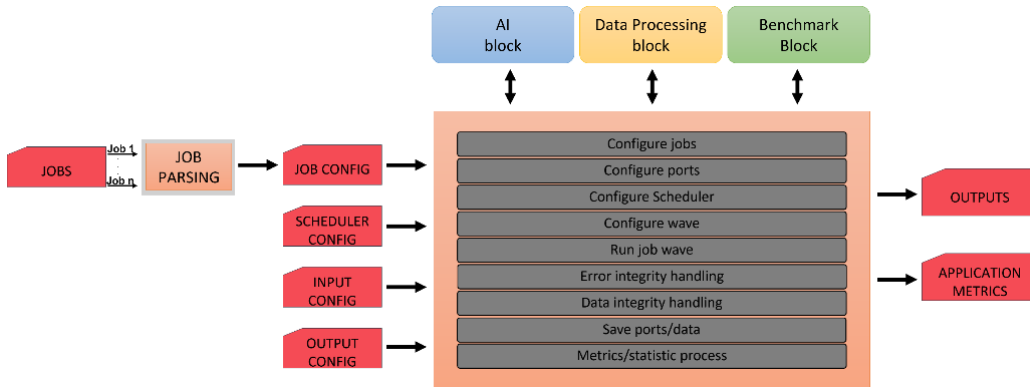 AI
block
Data Processing
block
Benchmark
Block
JOBS
Job 1
Job n
JOB
PARSING
JOB CONFIG
SCHEDULER
CONFIG
INPUT
CONFIG
OUTPUT
CONFIG
Configure jobs
Configure ports
Configure Scheduler
Configure wave
Run job wave
Error integrity handling
Data integrity handling
Save ports/data
Metrics/statistic process
OUTPUTS
APPLICATION
METRICS